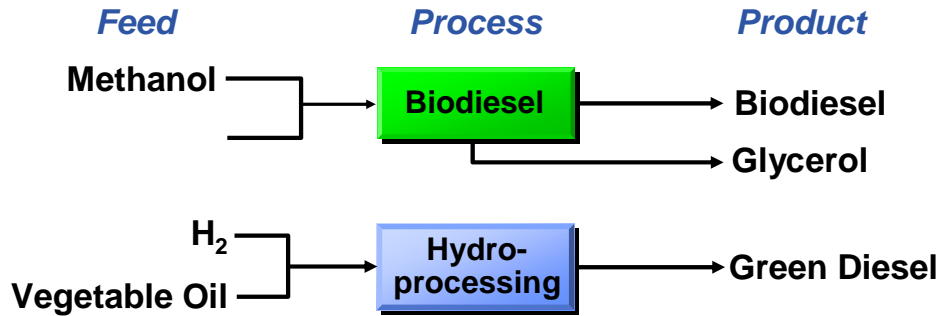 Feed Process Product
Methanol
Biodiesel
Biodiesel
Glycerol
H₂
Vegetable Oil
Hydro-
processing
Green Diesel